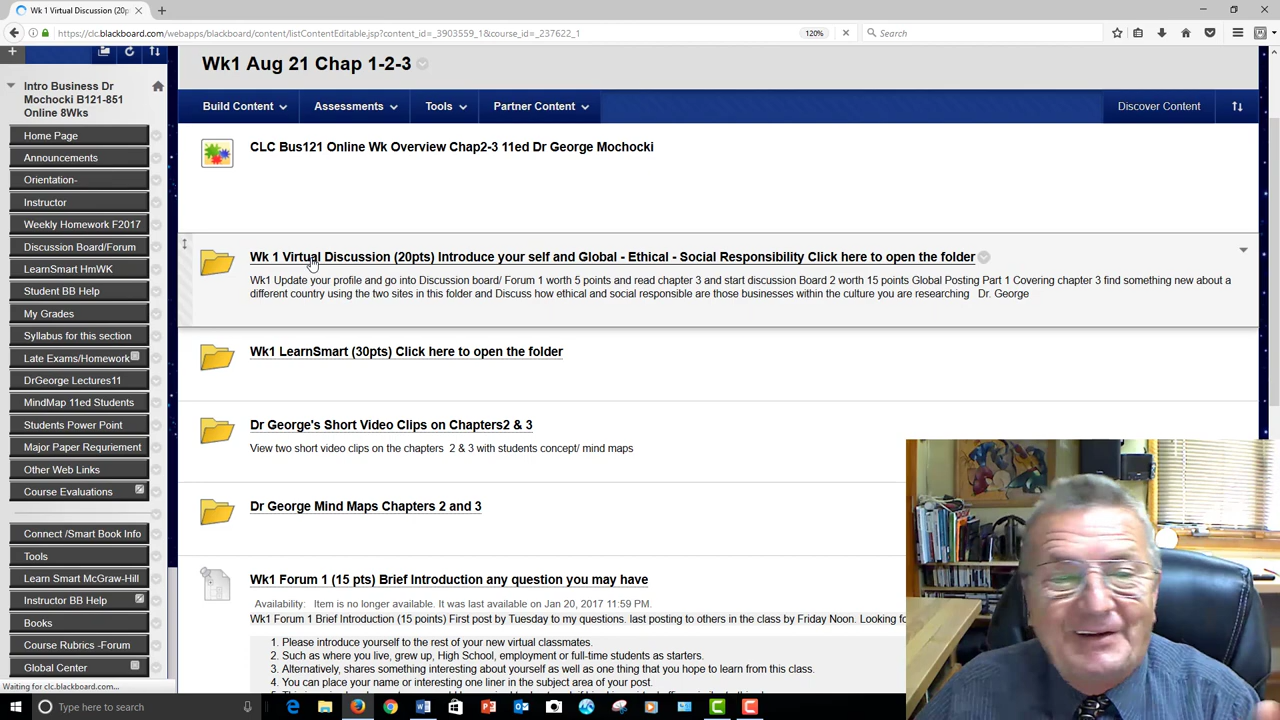 Wk 1 Virtual Discussion (20p
https://clc.blackboard.com/webapps/blackboard/content/listContentEditable.jsp?content_id=_3903559_1&course_id=_237622_1
120%
Search
Intro Business Dr
Mochocki B121-851
Online 8Wks
Home Page
Announcements
Orientation-
Instructor
Weekly Homework F2017
Discussion Board/Forum
LearnSmart HmWK
Student BB Help
My Grades
Syllabus for this section
Late Exams/Homework
DrGeorge Lectures11
MindMap 11ed Students
Students Power Point
Major Paper Requriement
Other Web Links
Course Evaluations
Connect /Smart Book Info
Tools
Learn Smart McGraw-Hill
Instructor BB Help
Books
Course Rubrics -Forum
Global Center
Waiting for clc.blackboard.com...
Wk1 Aug 21 Chap 1-2-3
Build Content
Assessments
Tools
Partner Content
Discover Content
CLC Bus121 Online Wk Overview Chap2-3 11ed Dr George Mochocki
Wk 1 Virtual Discussion (20pts) Introduce your self and Global - Ethical - Social Responsibility Click here to open the folder
Wk1 Update your profile and go into Discussion board/ Forum 1 worth 5 points and read chapter 3 and start discussion Board 2 worth 15 points Global Posting Part 1 Covering chapter 3 find something new about a
different country using the two sites in this folder and Discuss how ethical and social responsible are those businesses within the culture you are researching Dr. George
Wk1 LearnSmart (30pts) Click here to open the folder
Dr George's Short Video Clips on Chapters2 & 3
View two short video clips on the chapters 2 & 3 with students concept/ mind maps
Dr George Mind Maps Chapters 2 and 3
Wk1 Forum 1 (15 pts) Brief Introduction any question you may have
Availability: Item is no longer available. It was last available on Jan 20, 2017 11:59 PM.
Wk1 Forum 1 Brief Introduction (15 points) First post by Tuesday to my questions. last posting to others in the class by Friday Noon. Looking fo
1. Please introduce yourself to the rest of your new virtual classmates.
2. Such as where you live, grew up, High School, employment or full-time students as starters.
3. Alternatively, shares something interesting about yourself as well as one thing that you hope to learn from this class.
4. You can place your name or interesting one liner in the subject area of your post.
Type here to search